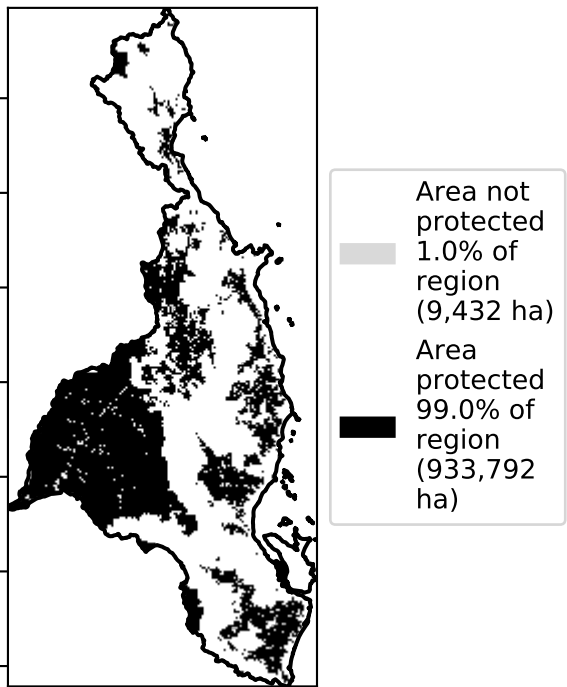 Area not
protected
1.0% of
region
(9,432 ha)
Area
protected
99.0% of
region
(933,792
ha)